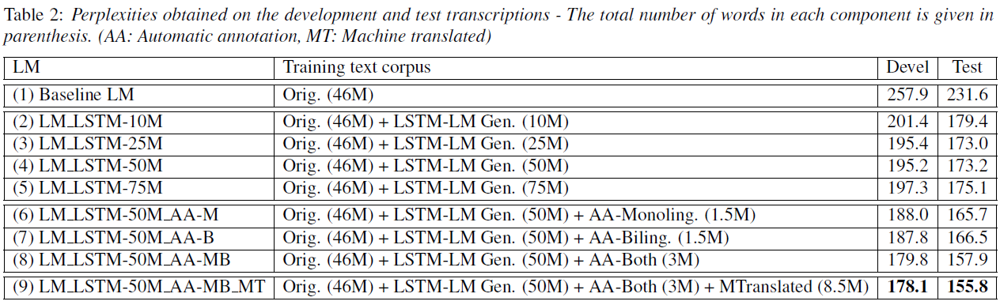 Table 2: Perplexities obtained on the development and test transcriptions - The total number of words in each component is given in
parenthesis. (AA: Automatic annotation, MT: Machine translated)
LM Training text corpus Devel Test
(1) Baseline LM Orig. (46M) 257.9 231.6
(2) LM_LSTM-10M Orig. (46M) + LSTM-LM Gen. (10M) 201.4 179.4
(3) LM_LSTM-25M Orig. (46M) + LSTM-LM Gen. (25M) 195.4 173.0
(4) LM_LSTM-50M Orig. (46M) + LSTM-LM Gen. (50M) 195.2 173.2
(5) LM_LSTM-75M Orig. (46M) + LSTM-LM Gen. (75M) 197.3 175.1
(6) LM_LSTM-50M_AA-M Orig. (46M) + LSTM-LM Gen. (50M) + AA-Monoling. (1.5M) 188.0 165.7
(7) LM_LSTM-50M_AA-B Orig. (46M) + LSTM-LM Gen. (50M) + AA-Biling. (1.5M) 187.8 166.5
(8) LM_LSTM-50M_AA-MB Orig. (46M) + LSTM-LM Gen. (50M) + AA-Both (3M) 179.8 157.9
(9) LM_LSTM-50M_AA-MB_MT Orig. (46M) + LSTM-LM Gen. (50M) + AA-Both (3M) + MTranslated (8.5M) 178.1 155.8